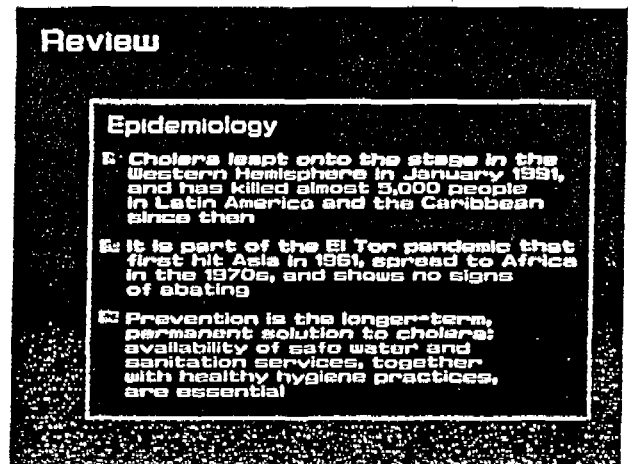 Review
Epidemiology
Cholera leapt onto the stage in the
Western Hemisphere in January 1991,
and has killed almost 5,000 people
in Latin America and the Caribbean
since then
It is part of the El Tor pandemic that
first hit Asia in 1961, spread to Africa
in the 1970s, and shows no signs
of abating
Prevention is the longer-term,
permanent solution to cholera:
availability of safe water and
sanitation services, together
with healthy hygiene practices,
are essential